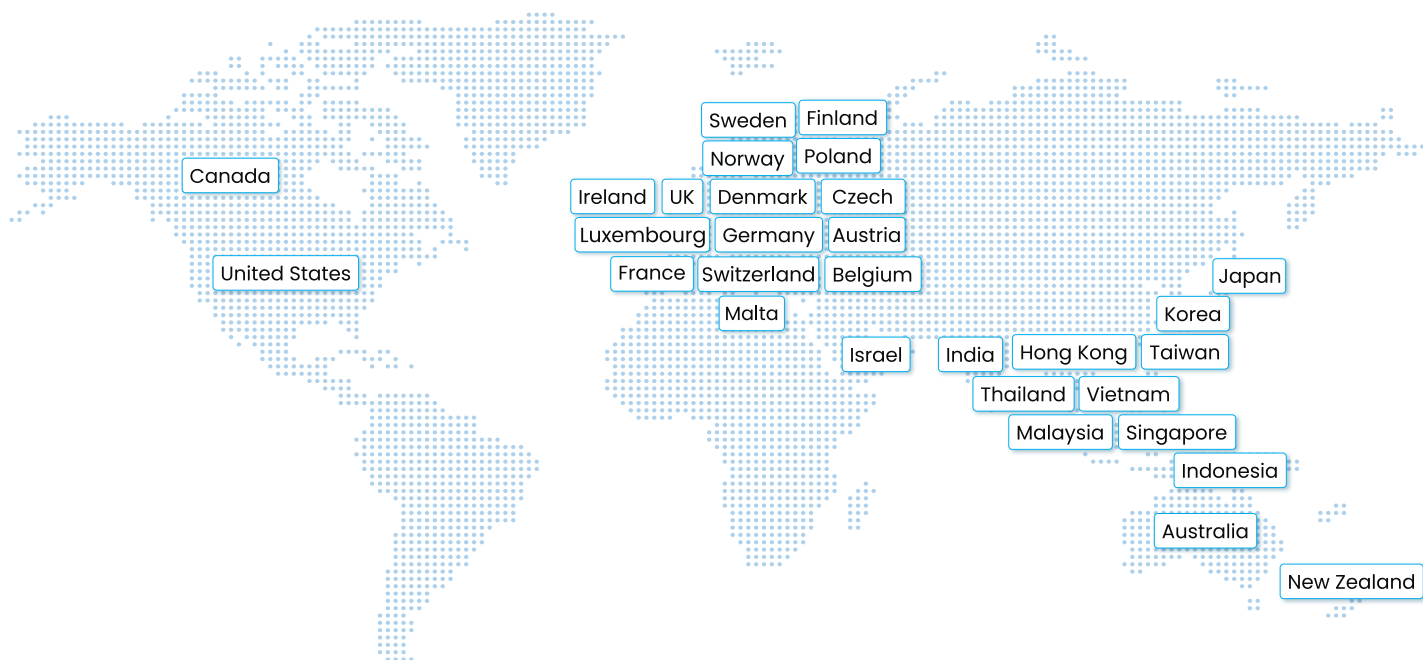 Sweden
Finland
Norway
Poland
Canada
Ireland
UK
Denmark
Czech
Luxembourg
Germany
Austria
United States
France
Switzerland
Belgium
Japan
Malta
Korea
Israel
India
Hong Kong
Taiwan
Thailand
Vietnam
Malaysia
Singapore
Indonesia
Australia
New Zealand